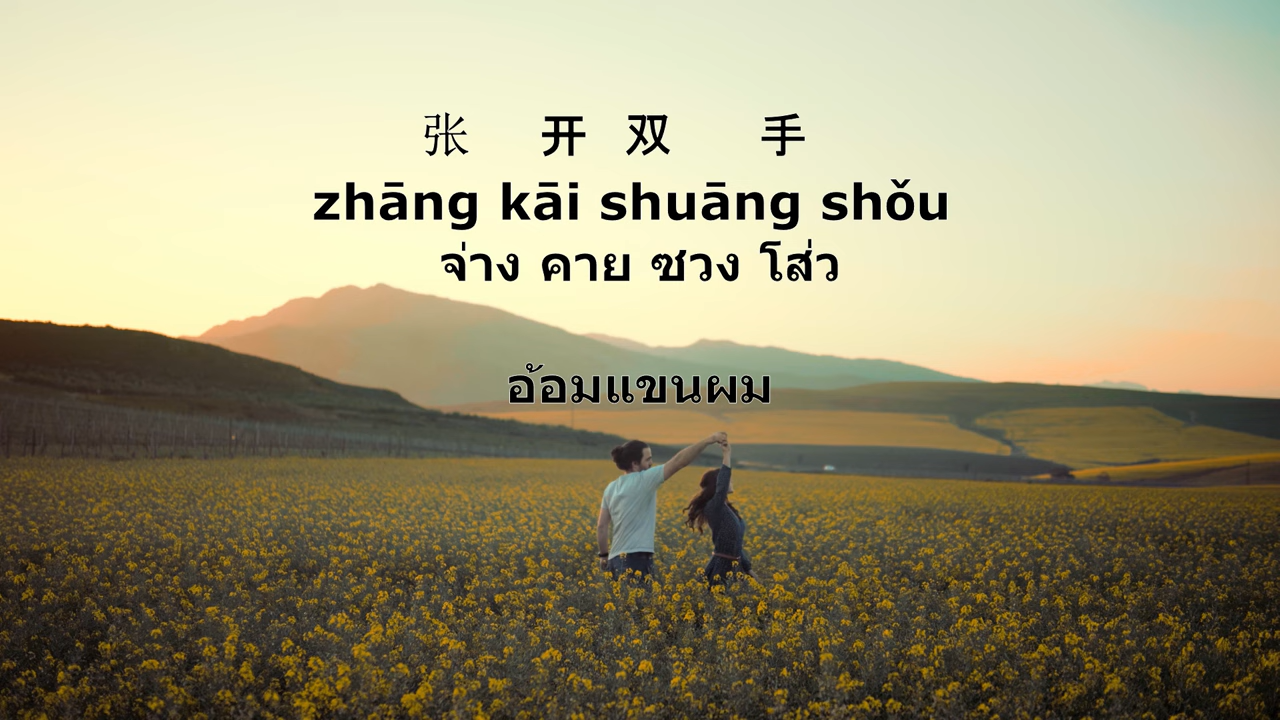 张 开 双 手
zhāng kāi shuāng shǒu
จ่าง คาย ซวง โส่ว
อ้อมแขนผม